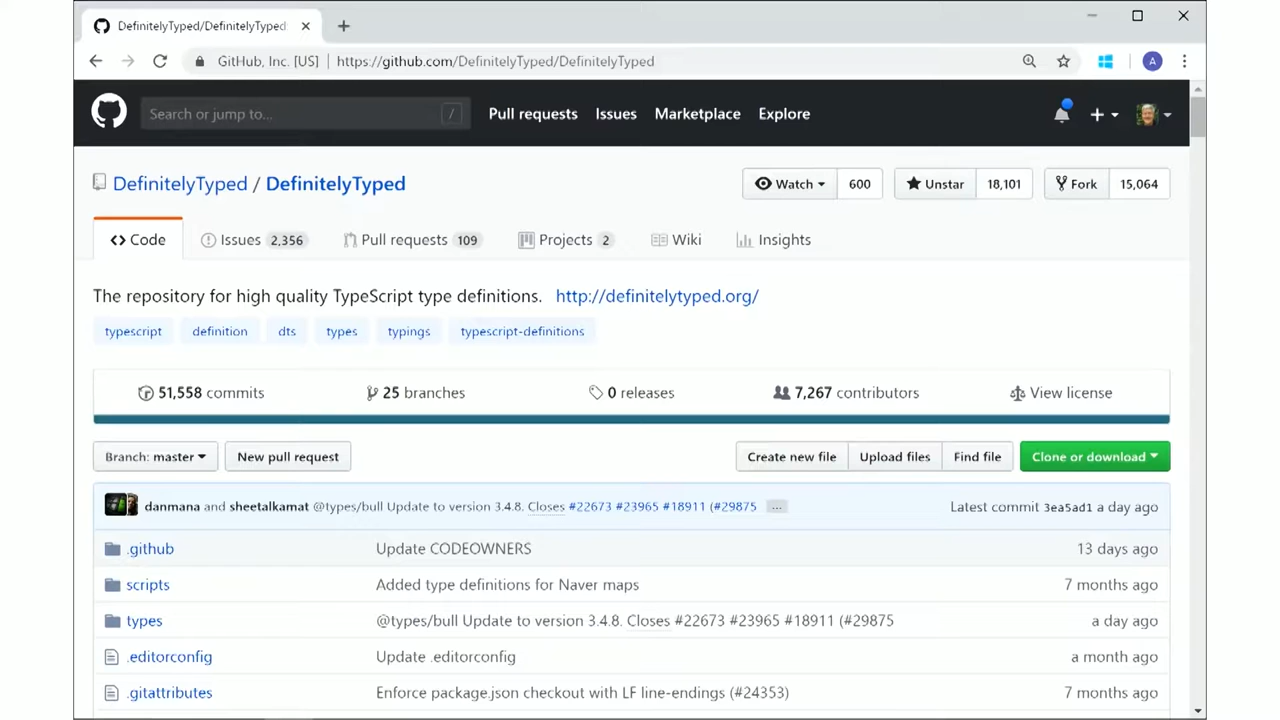 DefinitelyTyped/DefinitelyTyped
GitHub, Inc. [US] https://github.com/DefinitelyTyped/DefinitelyTyped A
Search or jump to... / Pull requests Issues Marketplace Explore
DefinitelyTyped / DefinitelyTyped Watch 600 Unstar 18,101 Fork 15,064
Code Issues 2,356 Pull requests 109 Projects 2 Wiki Insights
The repository for high quality TypeScript type definitions. http://definitelytyped.org/
typescript definition dts types typings typescript-definitions
51,558 commits 25 branches 0 releases 7,267 contributors View license
Branch: master New pull request Create new file Upload files Find file Clone or download
danmana and sheetalkamat @types/bull Update to version 3.4.8. Closes #22673 #23965 #18911 (#29875 ... Latest commit 3ea5ad1 a day ago
.github Update CODEOWNERS 13 days ago
scripts Added type definitions for Naver maps 7 months ago
types @types/bull Update to version 3.4.8. Closes #22673 #23965 #18911 (#29875 a day ago
.editorconfig Update .editorconfig a month ago
.gitattributes Enforce package.json checkout with LF line-endings (#24353) 7 months ago